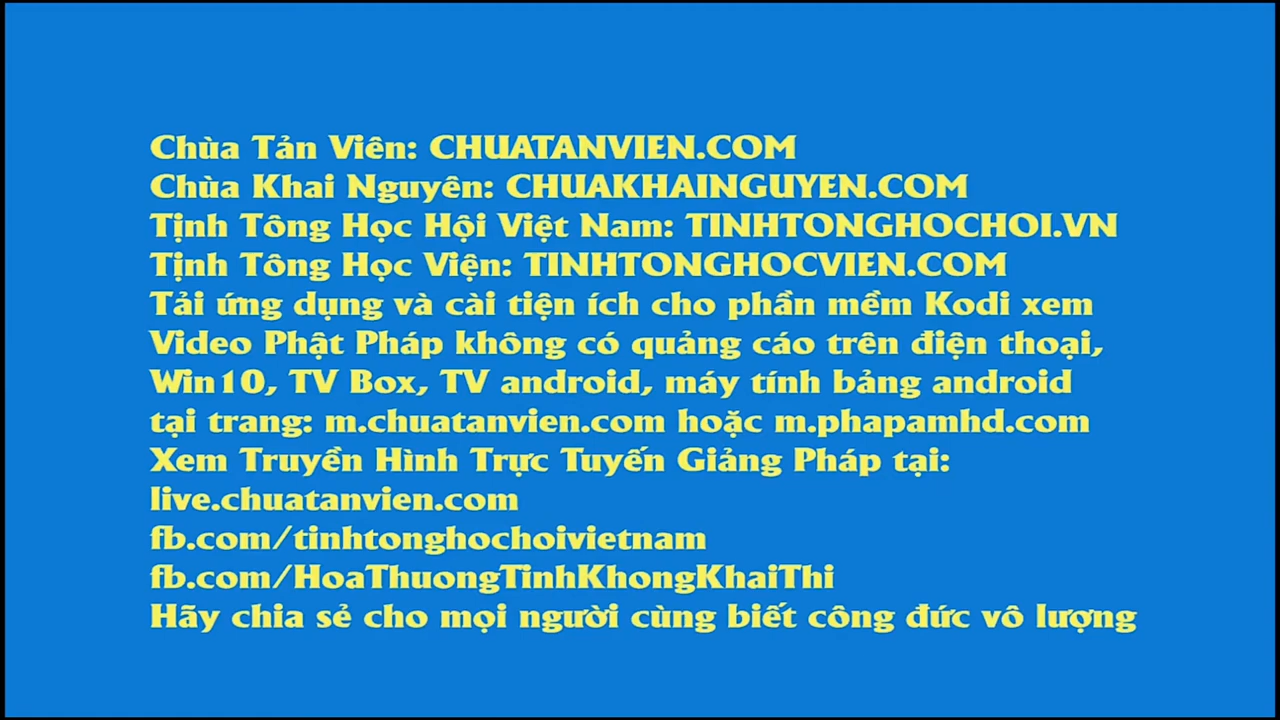 Chùa Tản Viên: CHUATANVIEN.COM
Chùa Khai Nguyên: CHUAKHAINGUYEN.COM
Tịnh Tông Học Hội Việt Nam: TINHTONGHOCHOI.VN
Tịnh Tông Học Viện: TINHTONGHOCVIEN.COM
Tải ứng dụng và cài tiện ích cho phần mềm Kodi xem
Video Phật Pháp không có quảng cáo trên điện thoại,
Win10, TV Box, TV android, máy tính bảng android
tại trang: m.chuatanvien.com hoặc m.phapamhd.com
Xem Truyền Hình Trực Tuyến Giảng Pháp tại:
live.chuatanvien.com
fb.com/tinhtonghochoivietnam
fb.com/HoaThuongTinhKhongKhaiThi
Hãy chia sẻ cho mọi người cùng biết công đức vô lượng